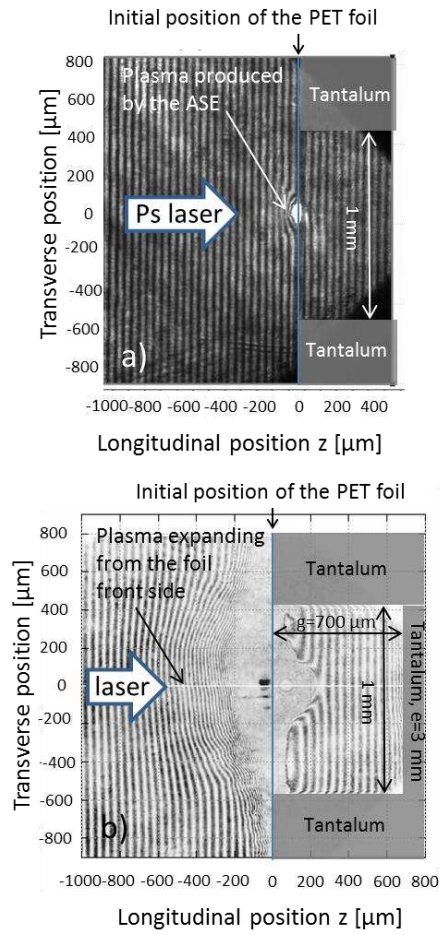 Initial position of the PET foil
Transverse position [µm]
800
600
400
200
0
-200
-400
-600
-800
Plasma produced
by the ASE
Tantalum
Ps laser
1 mm
a)
Tantalum
-1000 -800 -600 -400 -200 0 200 400
Longitudinal position z [µm]
Initial position of the PET foil
Transverse position [µm]
800
600
400
200
0
-200
-400
-600
-800
Plasma expanding
from the foil
front side
Tantalum
g=700 µm
laser
1 mm
Tantalum, e=3 mm
b)
Tantalum
-1000 -800 -600 -400 -200 0 200 400 600 800
Longitudinal position z [µm]